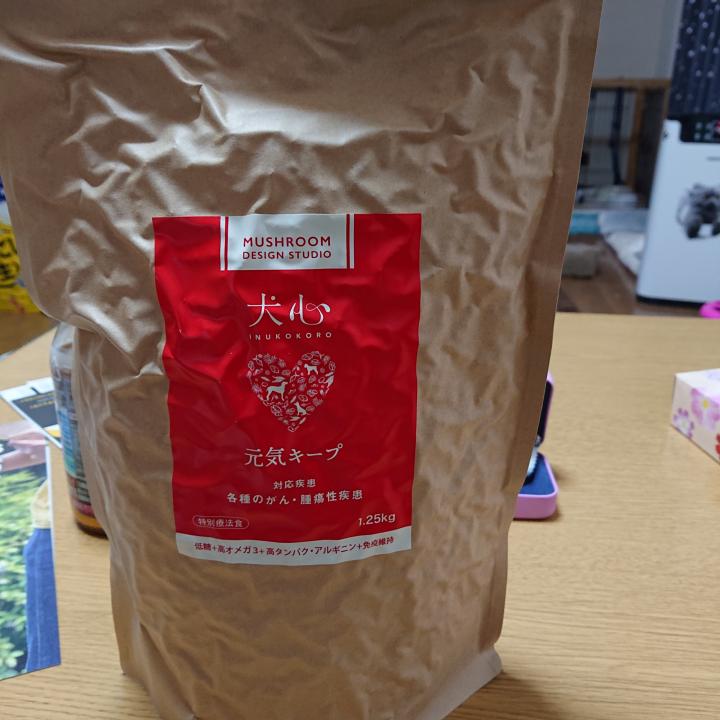 MUSHROOM
DESIGN STUDIO
犬心
INUKOKORO
元気キープ
対応疾患
各種のがん・腫瘍性疾患
特別療法食
1.25kg
低糖+高オメガ3+高タンパク・アルギニン+免疫維持